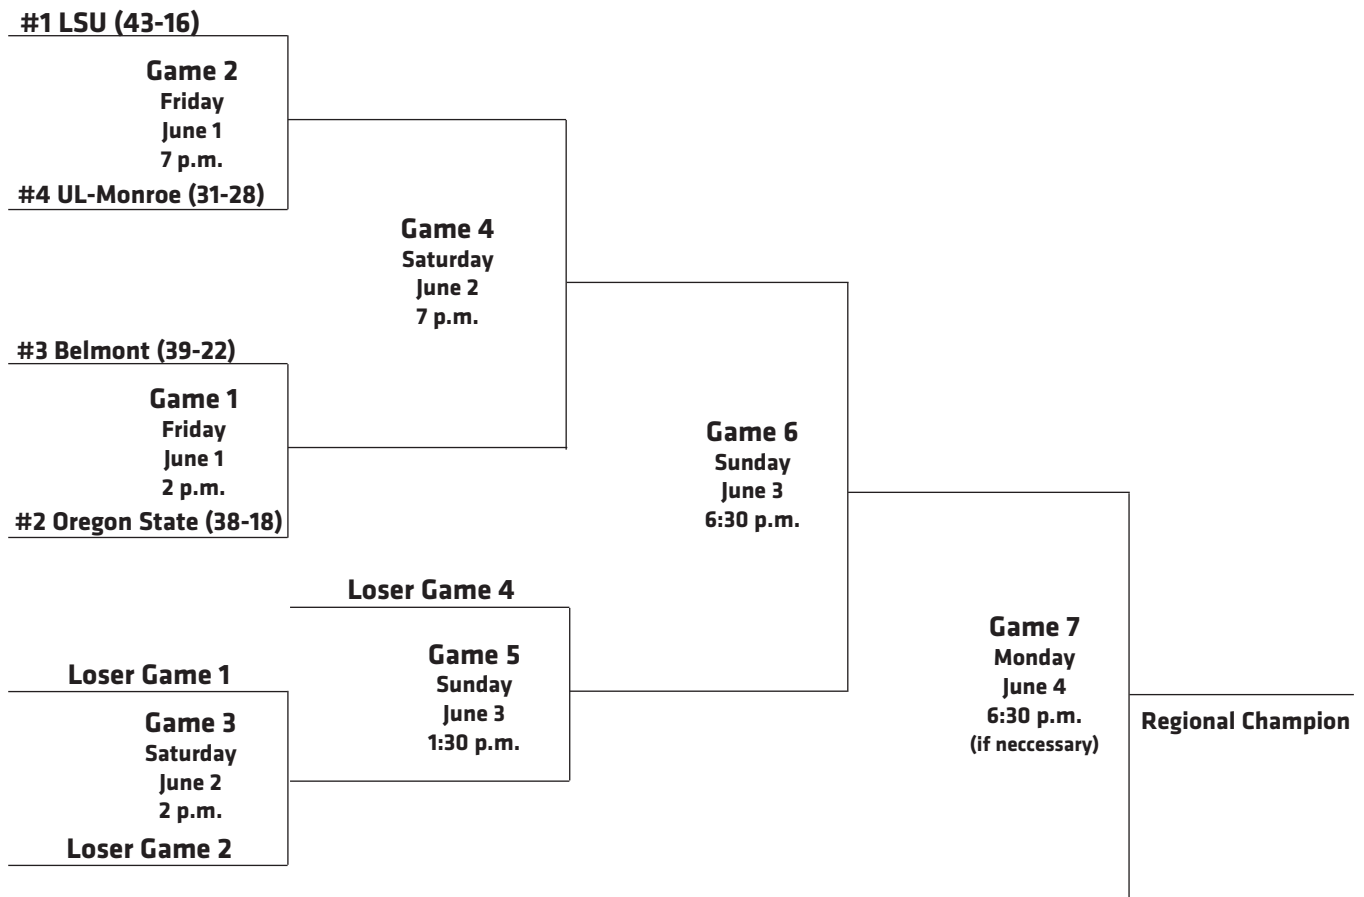 #1 LSU (43-16)
Game 2
Friday
June 1
7 p.m.
#4 UL-Monroe (31-28)
Game 4
Saturday
June 2
7 p.m.
#3 Belmont (39-22)
Game 1
Friday
June 1
2 p.m.
#2 Oregon State (38-18)
Game 6
Sunday
June 3
6:30 p.m.
Loser Game 4
Game 5
Sunday
June 3
1:30 p.m.
Loser Game 1
Game 3
Saturday
June 2
2 p.m.
Loser Game 2
Game 7
Monday
June 4
6:30 p.m.
(if neccessary)
Regional Champion